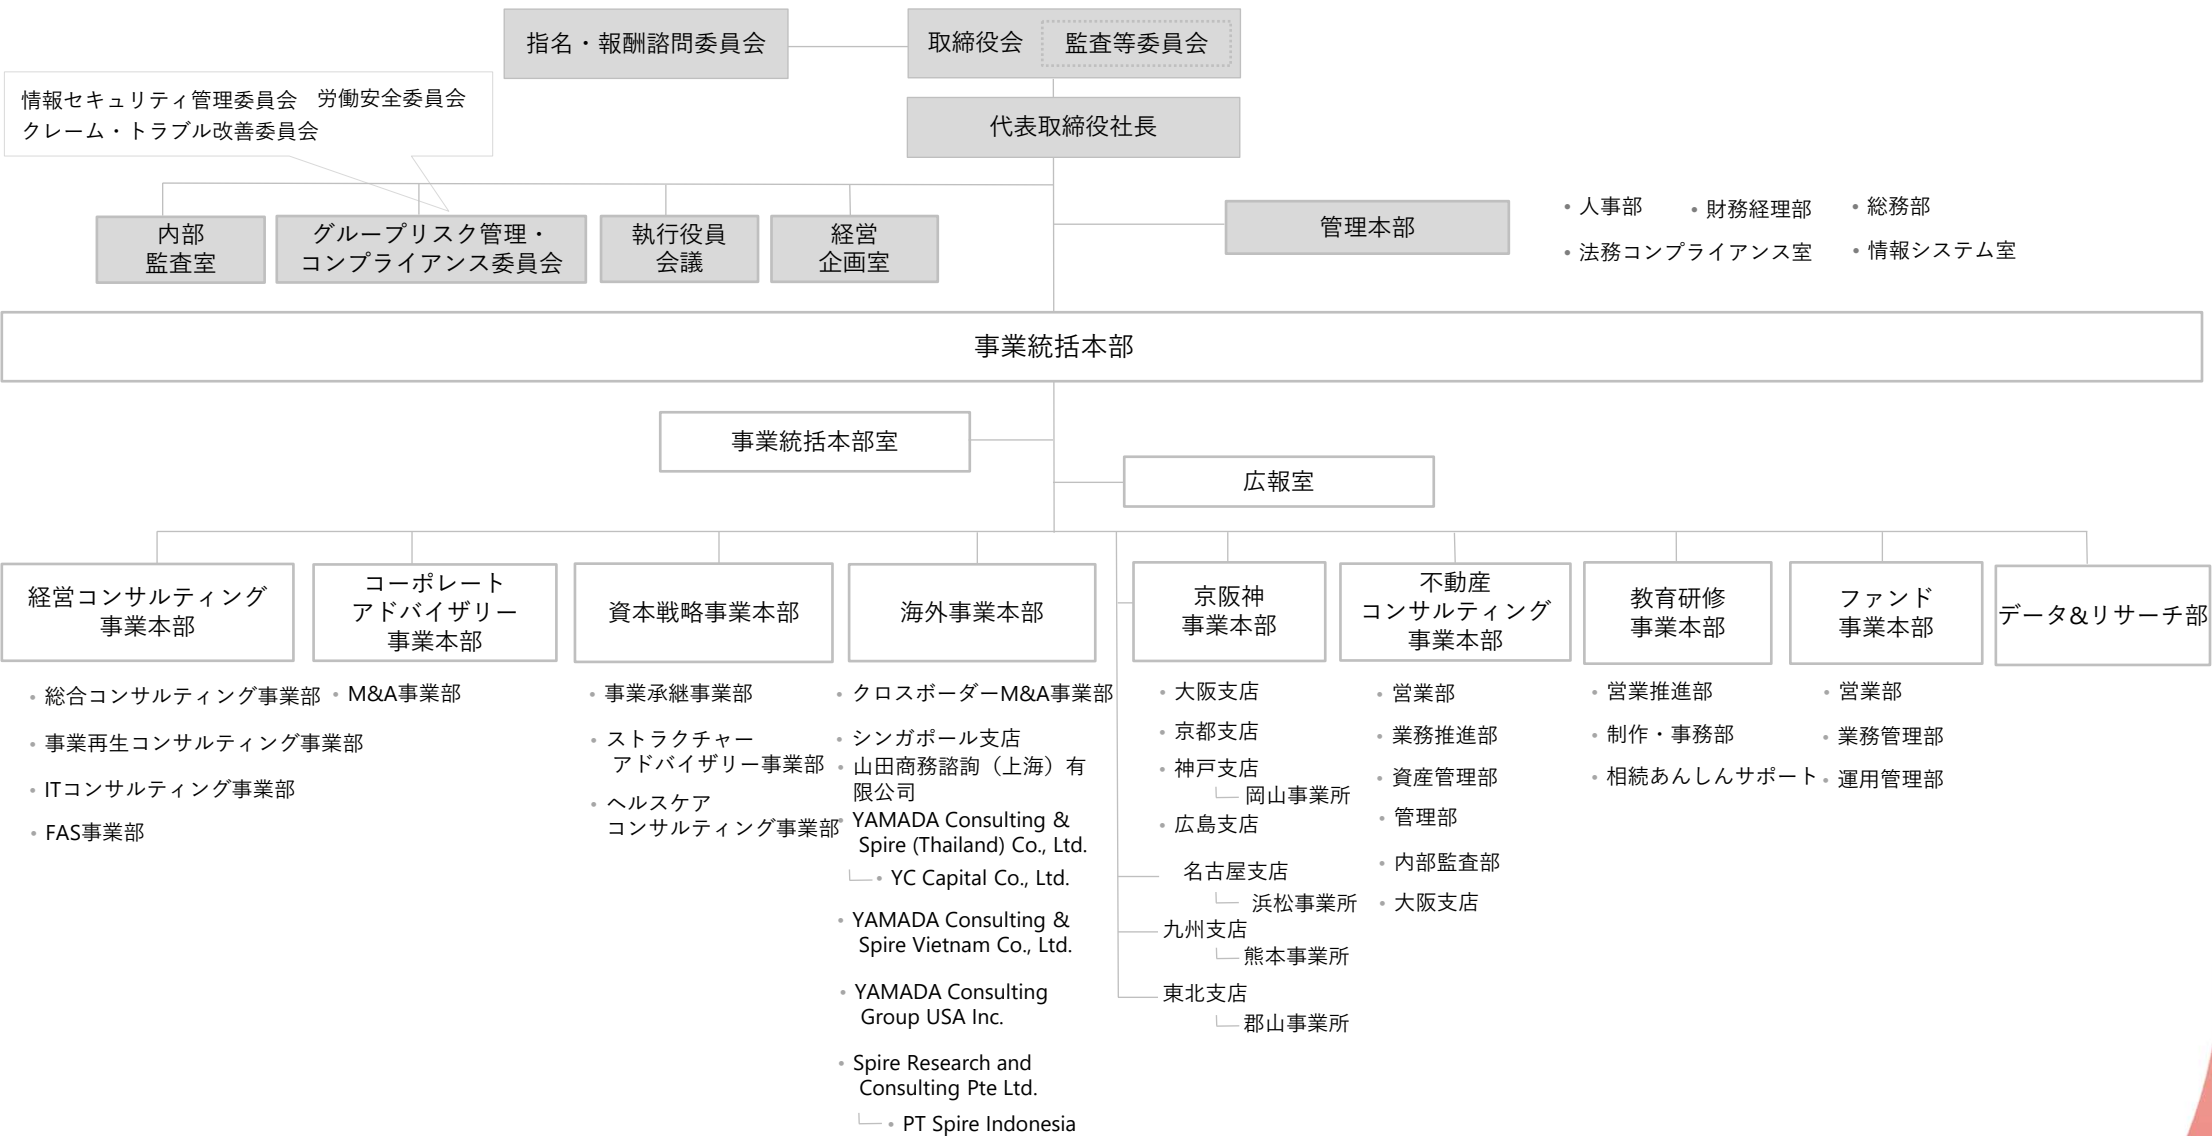 指名・報酬諮問委員会
取締役会
監査等委員会
情報セキュリティ管理委員会 労働安全委員会
クレーム・トラブル改善委員会
代表取締役社長
内部
監査室
グループリスク管理・
コンプライアンス委員会
執行役員
会議
経営
企画室
管理本部
• 人事部
• 財務経理部
• 総務部
• 法務コンプライアンス室
• 情報システム室
事業統括本部
事業統括本部室
広報室
経営コンサルティング
事業本部
• 総合コンサルティング事業部
• 事業再生コンサルティング事業部
• ITコンサルティング事業部
• FAS事業部
コーポレート
アドバイザリー
事業本部
• M&A事業部
資本戦略事業本部
• 事業承継事業部
• ストラクチャー
アドバイザリー事業部
• ヘルスケア
コンサルティング事業部
海外事業本部
• クロスボーダーM&A事業部
• シンガポール支店
• 山田商務諮詢（上海）有
限公司
• YAMADA Consulting &
Spire (Thailand) Co., Ltd.
• YC Capital Co., Ltd.
• YAMADA Consulting &
Spire Vietnam Co., Ltd.
• YAMADA Consulting
Group USA Inc.
• Spire Research and
Consulting Pte Ltd.
• PT Spire Indonesia
京阪神
事業本部
• 大阪支店
• 京都支店
• 神戸支店
岡山事業所
• 広島支店
名古屋支店
浜松事業所
九州支店
熊本事業所
東北支店
郡山事業所
不動産
コンサルティング
事業本部
• 営業部
• 業務推進部
• 資産管理部
• 管理部
• 内部監査部
• 大阪支店
教育研修
事業本部
• 営業推進部
• 制作・事務部
• 相続あんしんサポート
ファンド
事業本部
• 営業部
• 業務管理部
• 運用管理部
データ&リサーチ部